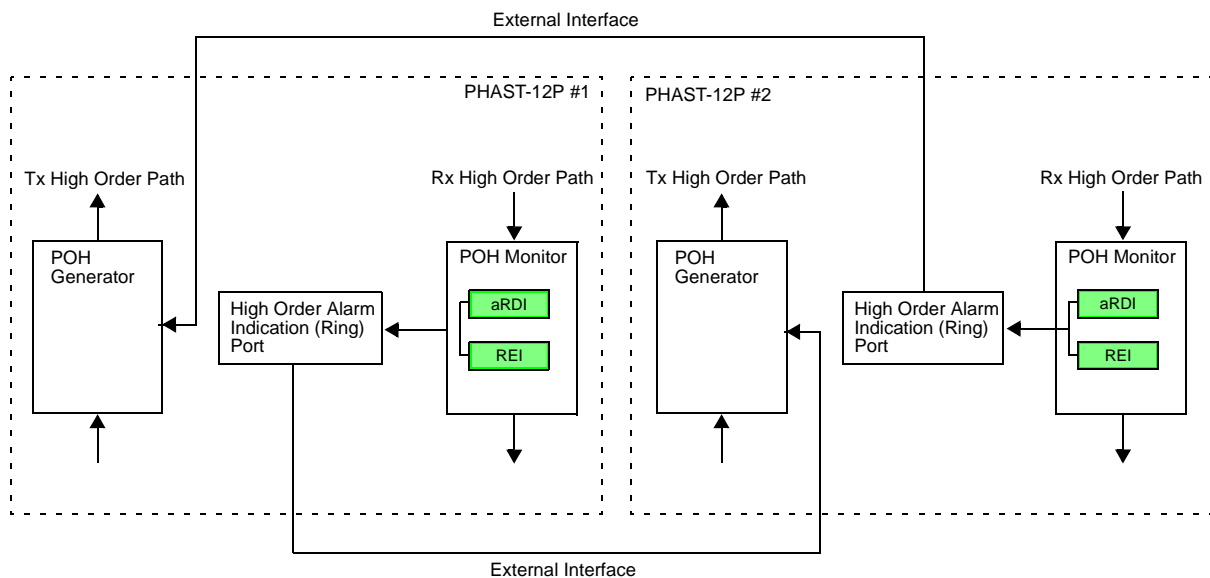 External Interface
PHAST-12P #1
PHAST-12P #2
Tx High Order Path
Rx High Order Path
Tx High Order Path
Rx High Order Path
POH
Generator
POH Monitor
aRDI
REI
High Order Alarm
Indication (Ring)
Port
POH
Generator
POH Monitor
aRDI
REI
High Order Alarm
Indication (Ring)
Port
External Interface